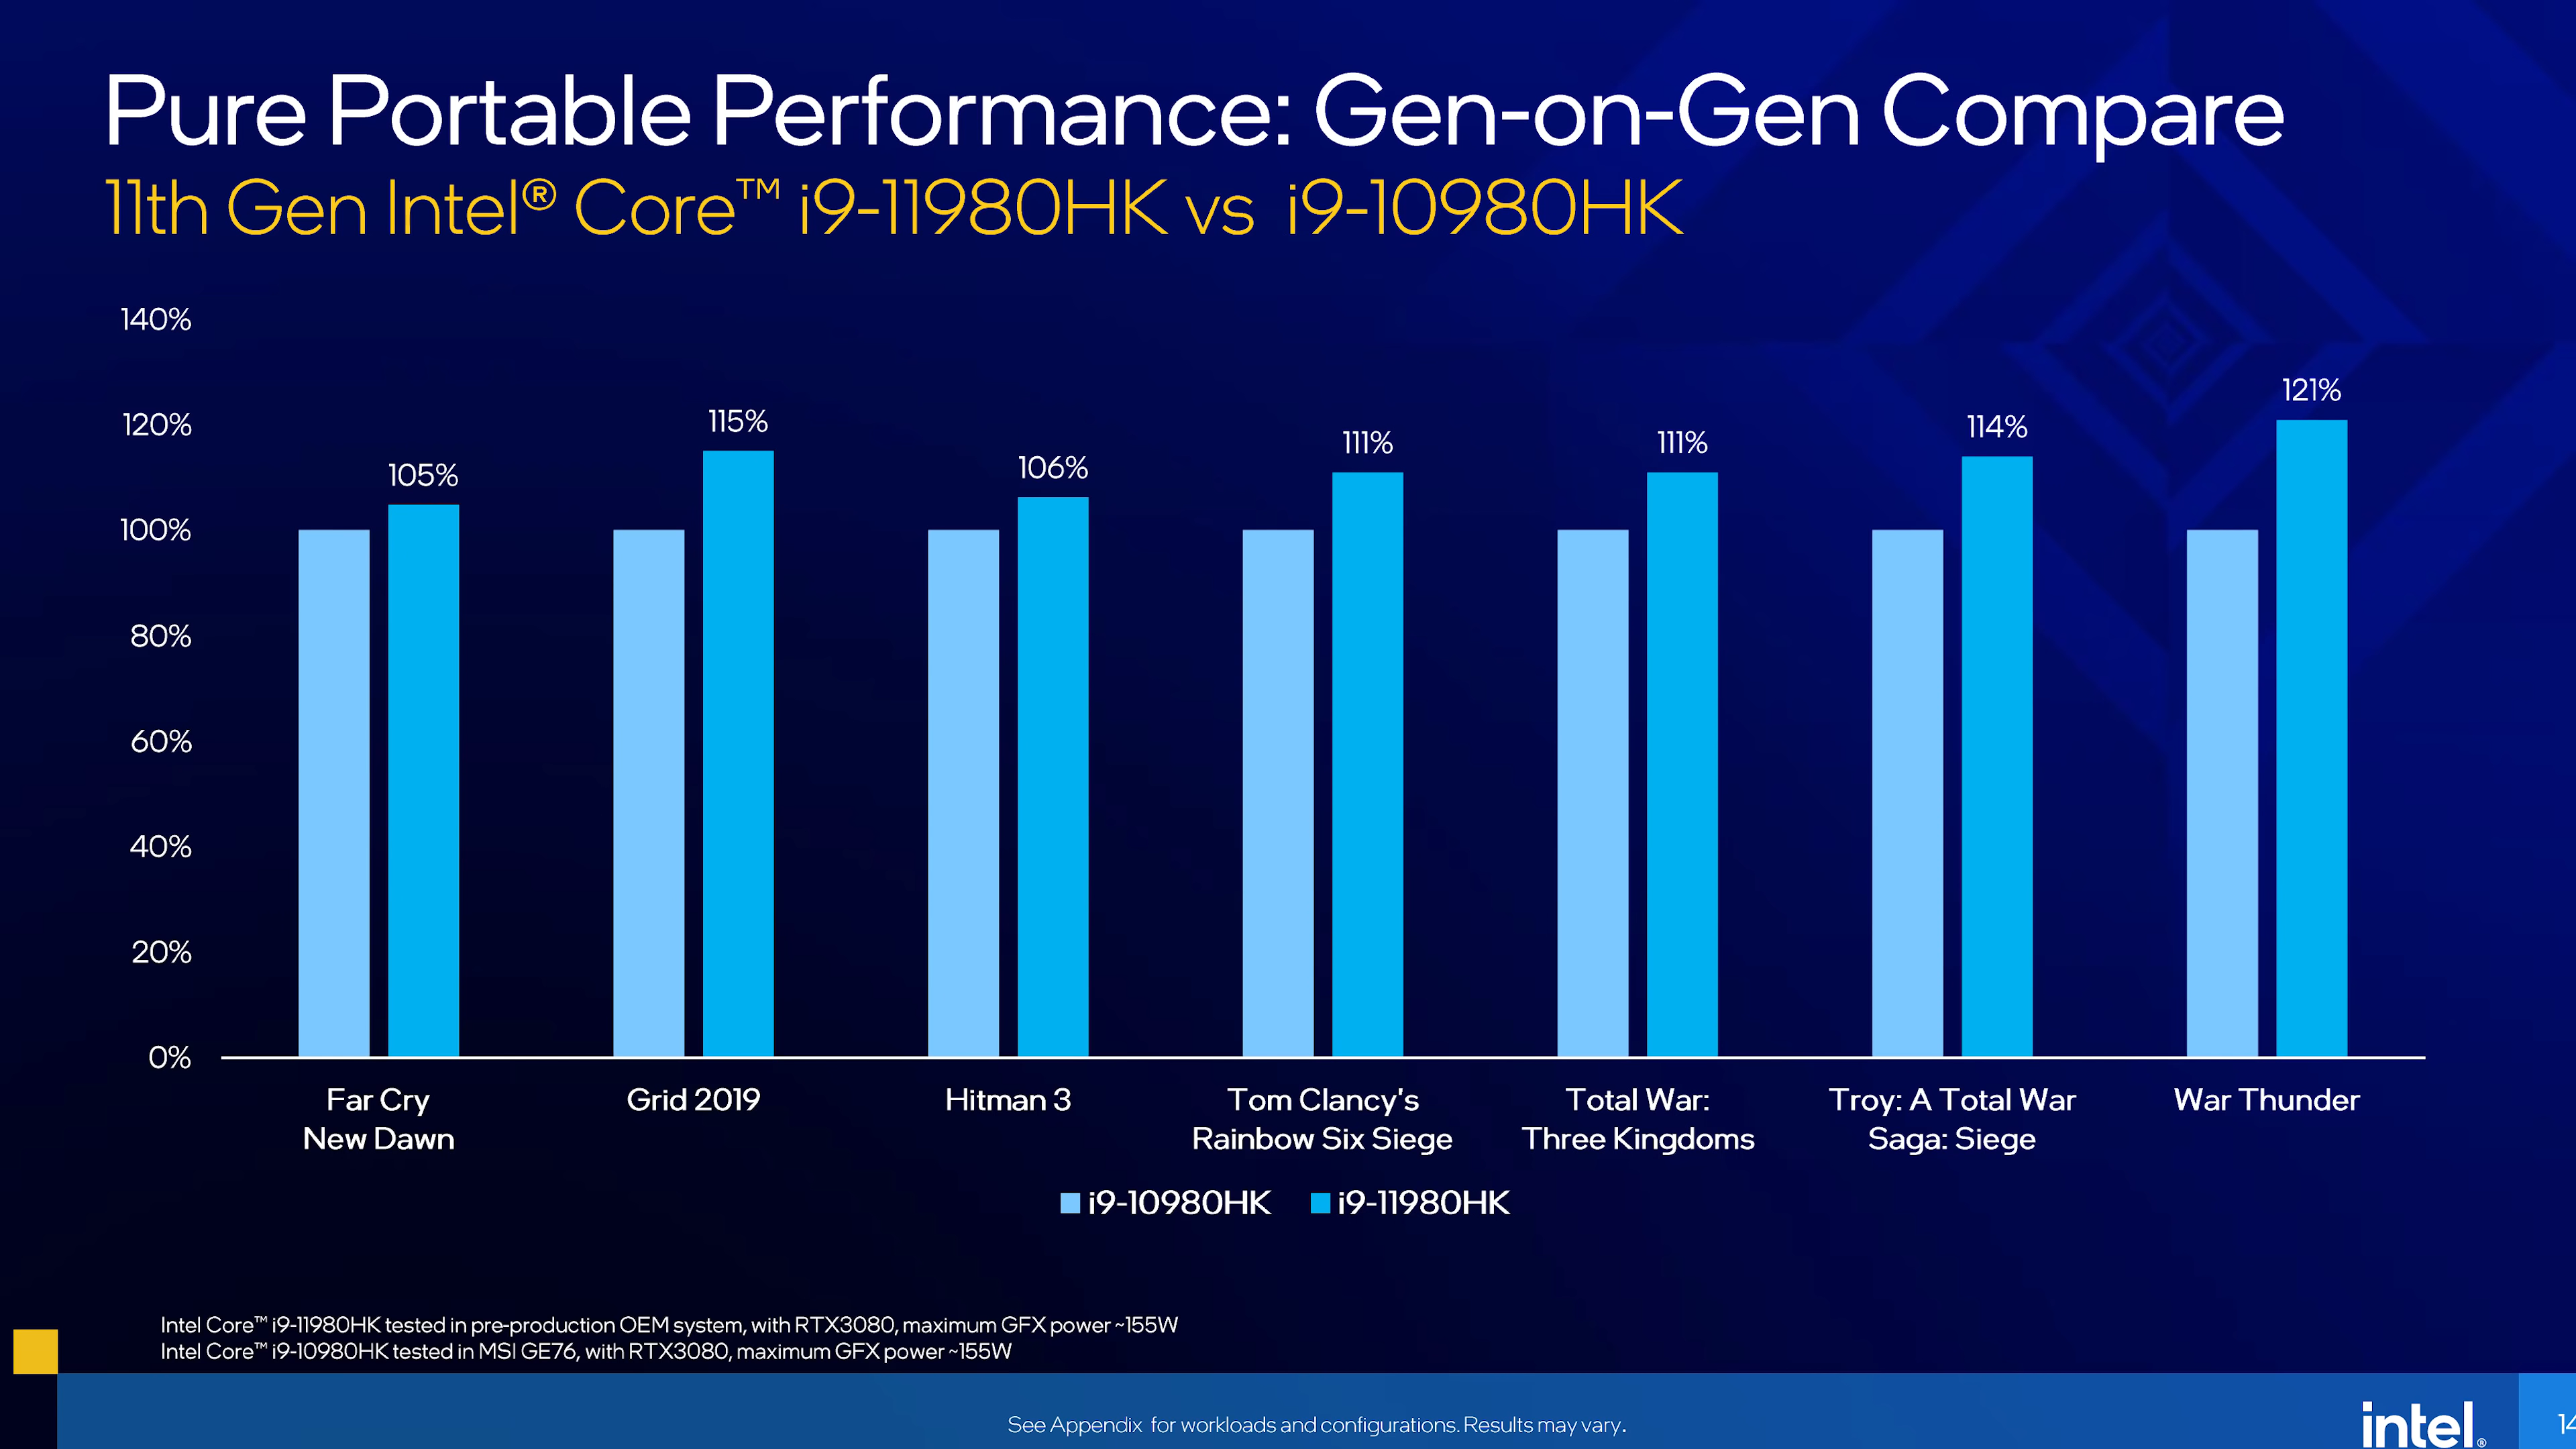 Pure Portable Performance: Gen-on-Gen Compare
11th Gen Intel® Core™ i9-11980HK vs i9-10980HK
140%
120%
100%
80%
60%
40%
20%
0%
105%
115%
106%
111%
111%
114%
121%
Far Cry
New Dawn
Grid 2019
Hitman 3
Tom Clancy's
Rainbow Six Siege
Total War:
Three Kingdoms
Troy: A Total War
Saga: Siege
War Thunder
i9-10980HK
i9-11980HK
Intel Core™ i9-11980HK tested in pre-production OEM system, with RTX3080, maximum GFX power ~155W
Intel Core™ i9-10980HK tested in MSI GE76, with RTX3080, maximum GFX power ~155W
See Appendix for workloads and configurations. Results may vary.
intel®
14